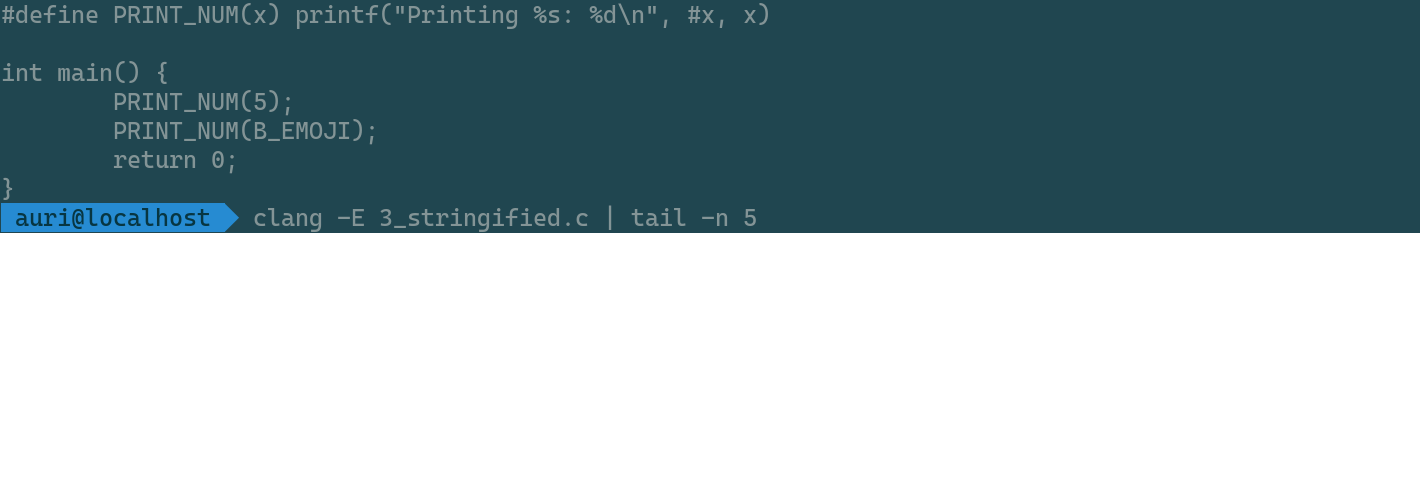 #define PRINT_NUM(x) printf("Printing %s: %d\n", #x, x)

int main() {
        PRINT_NUM(5);
        PRINT_NUM(B_EMOJI);
        return 0;
}
auri@localhost clang -E 3_stringified.c | tail -n 5